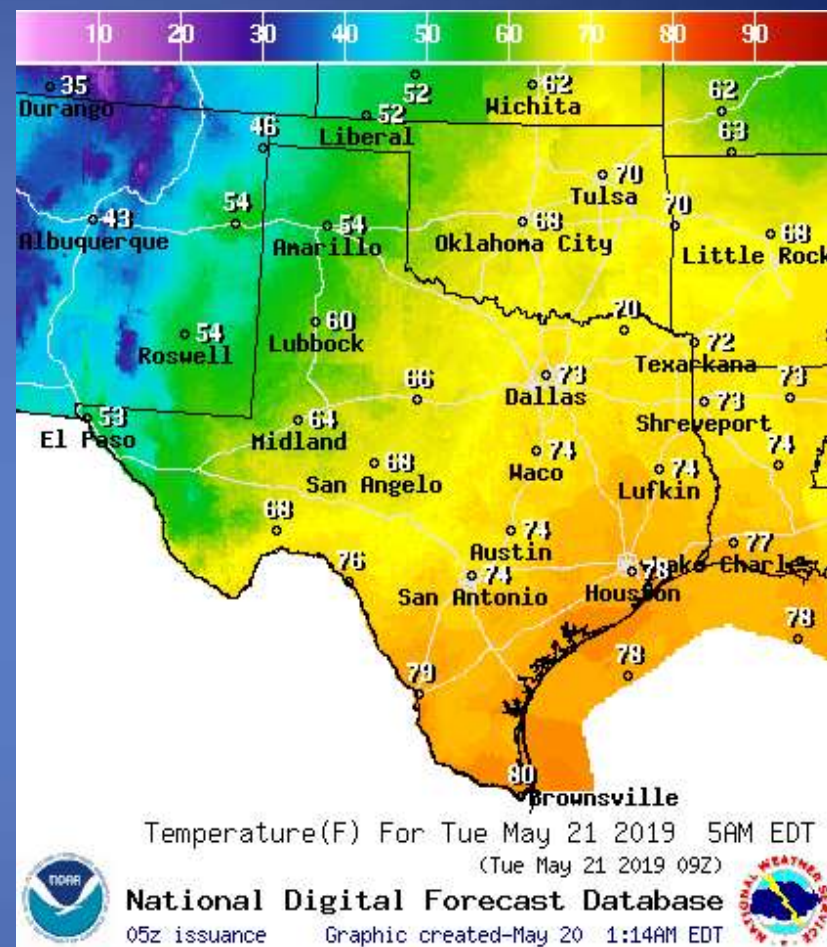 10 20 30 40 50 60 70 80 90
35
Durango
52
62
Wichita
62
52
Liberal
46
63
70
Tulsa
43
Albuquerque
54
54
Amarillo
68
Oklahoma City
70
68
Little Rock
54
Roswell
60
Lubbock
70
72
Texarkana
66
73
Dallas
73
Shreveport
73
53
El Paso
64
Midland
68
San Angelo
74
Waco
74
Lufkin
74
68
74
Austin
77
Lake Charles
76
74
San Antonio
78
Houston
78
78
79
80
Brownsville
Temperature(F) For Tue May 21 2019 5AM EDT
(Tue May 21 2019 09Z)
NOAA
National Digital Forecast Database
05z issuance Graphic created-May 20 1:14AM EDT
NATIONAL WEATHER SERVICE